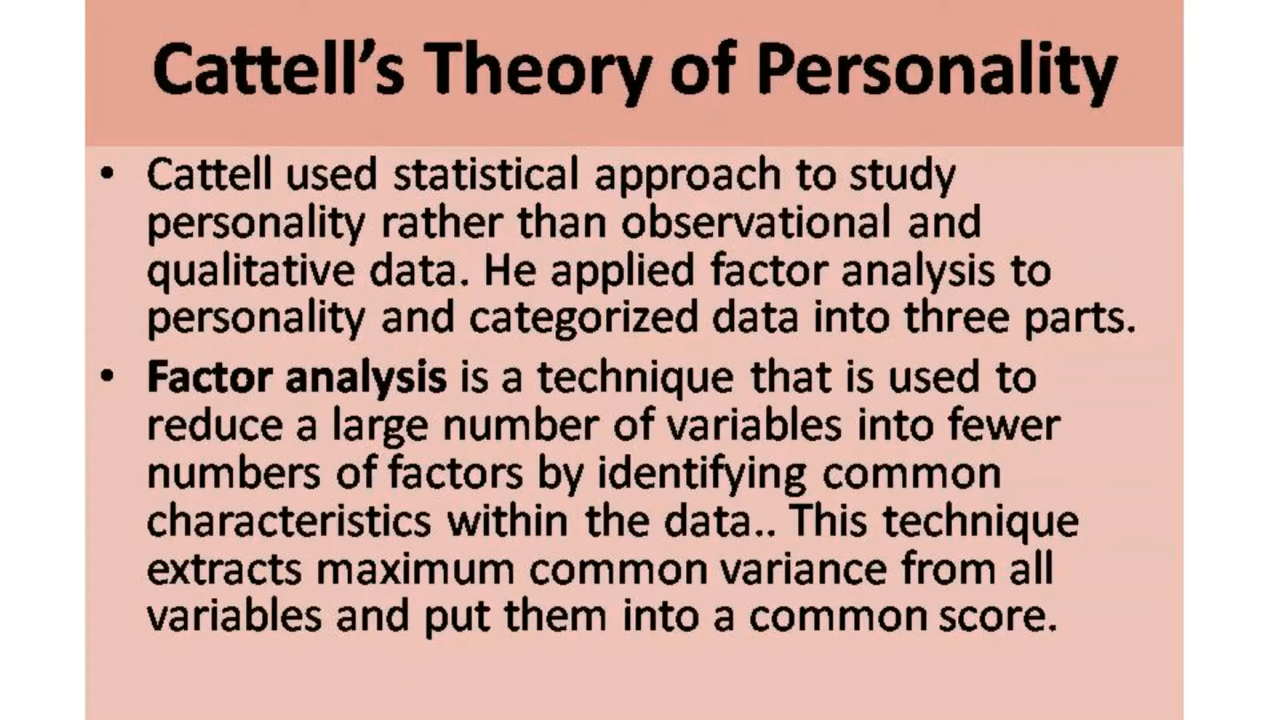 Cattell's Theory of Personality
• Cattell used statistical approach to study
personality rather than observational and
qualitative data. He applied factor analysis to
personality and categorized data into three parts.
• Factor analysis is a technique that is used to
reduce a large number of variables into fewer
numbers of factors by identifying common
characteristics within the data.. This technique
extracts maximum common variance from all
variables and put them into a common score.